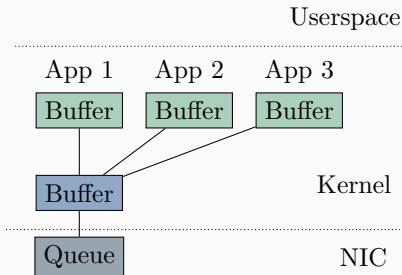 Userspace
App 1 App 2 App 3
Buffer Buffer Buffer
Buffer
Kernel
Queue
NIC